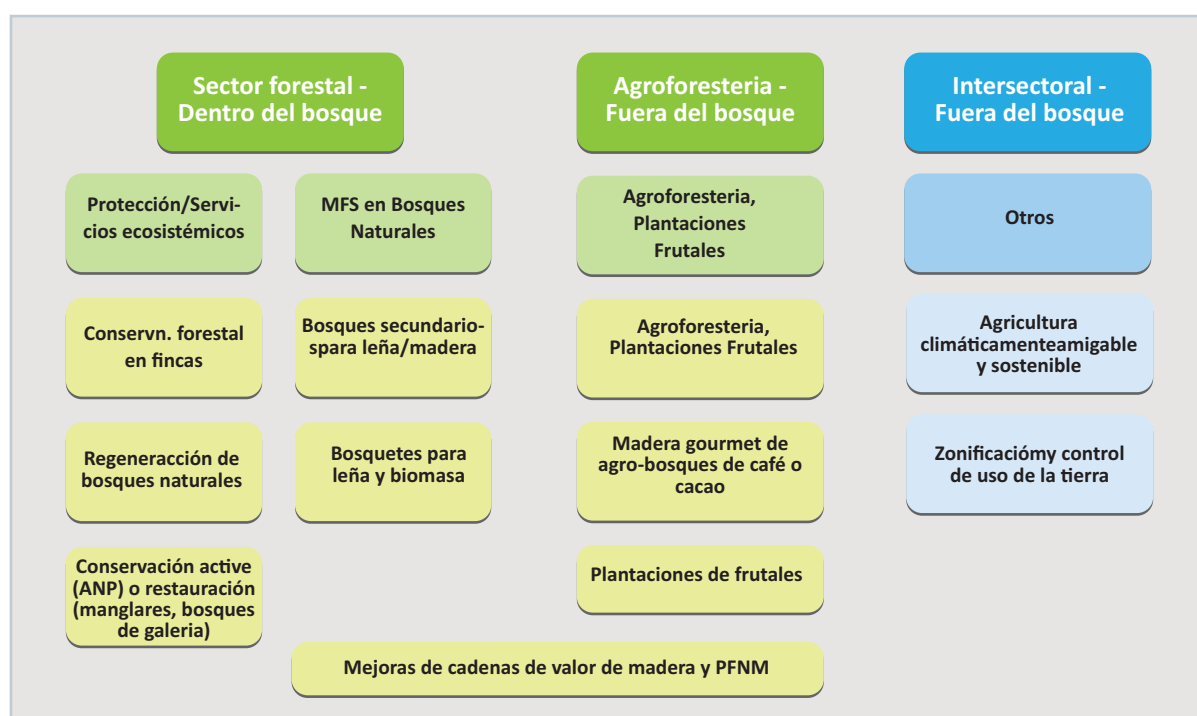 Sector forestal -
Dentro del bosque
Agroforesteria -
Fuera del bosque
Intersectoral -
Fuera del bosque
Protección/Servi-
cios ecosistémicos
MFS en Bosques
Naturales
Agroforesteria,
Plantaciones
Frutales
Otros
Conservn. forestal
en fincas
Bosques secundario-
spara leña/madera
Agroforesteria,
Plantaciones Frutales
Agricultura
climáticamenteamigable
y sostenible
Regeneracción de
bosques naturales
Bosquetes para
leña y biomasa
Madera gourmet de
agro-bosques de café o
cacao
Zonificaciómy control
de uso de la tierra
Conservación active
(ANP) o restauración
(manglares, bosques
de galeria)
Plantaciones de frutales
Mejoras de cadenas de valor de madera y PFNM